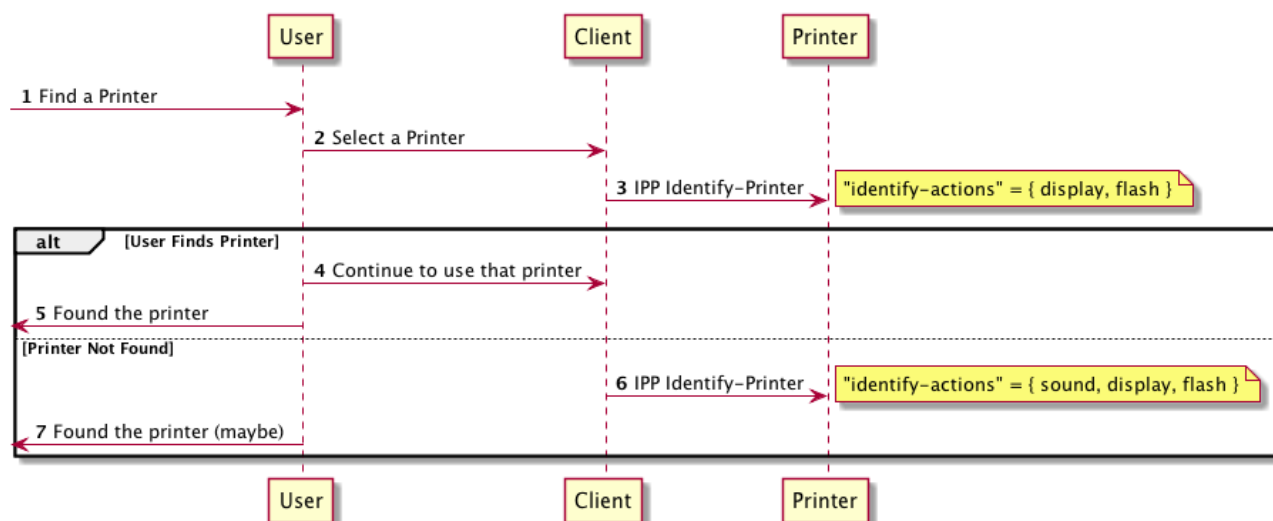 User Client Printer
1 Find a Printer
2 Select a Printer
3 IPP Identify-Printer "identify-actions" = { display, flash }
alt [User Finds Printer]
4 Continue to use that printer
5 Found the printer
[Printer Not Found]
6 IPP Identify-Printer "identify-actions" = { sound, display, flash }
7 Found the printer (maybe)
User Client Printer